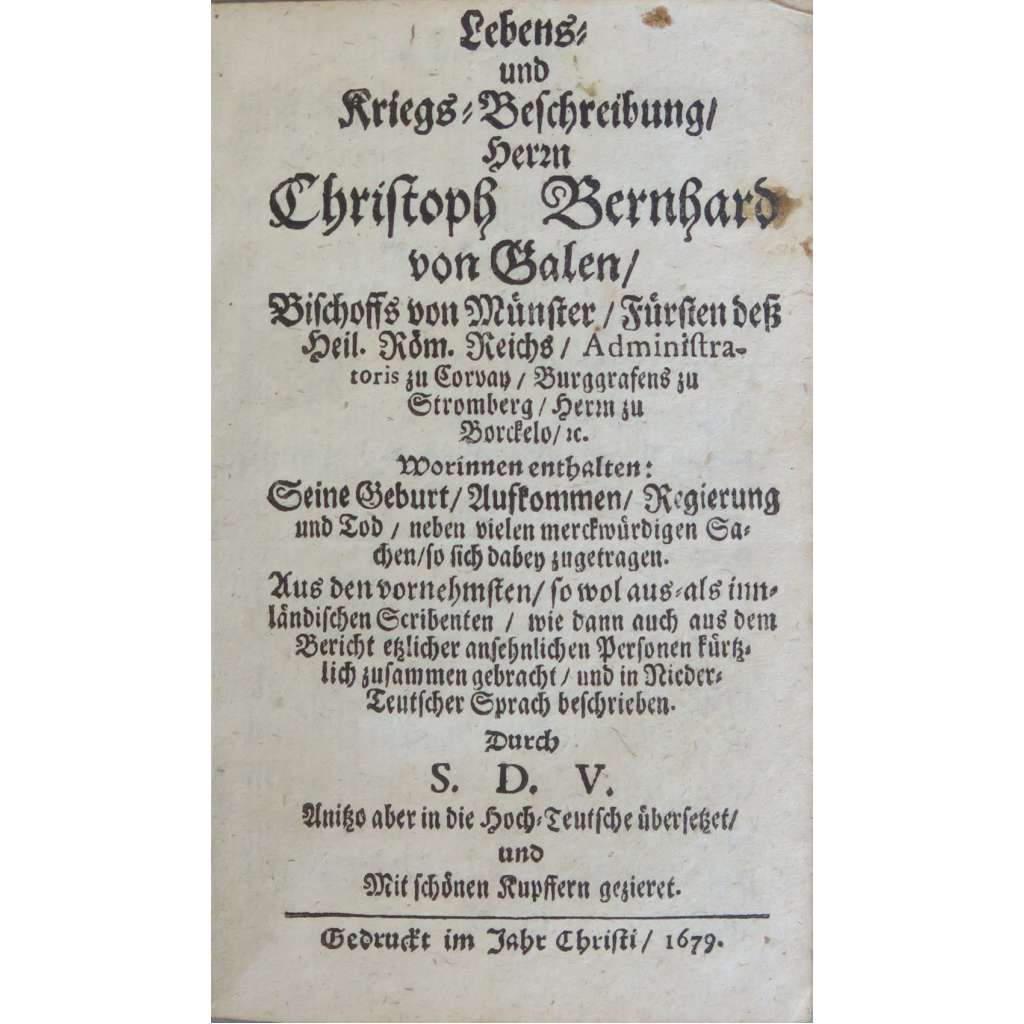 Lebens-
und
Kriegs-Beschreibung/
Herrn
Christoph Bernhard
von Galen/
Bischoffs von Münster / Fürsten deß
Heil. Röm. Reichs / Administra-
toris zu Corvay / Burggrafens zu
Stromberg / Herrn zu
Borckelo / ꝛc.
Worinnen enthalten:
Seine Geburt / Aufkommen / Regierung
und Tod / neben vielen merckwürdigen Sa-
chen/so sich dabey zugetragen.
Aus den vornehmsten / so wol aus-als inn-
ländischen Scribenten / wie dann auch aus dem
Bericht etzlicher ansehnlichen Personen kürtz-
lich zusammen gebracht / und in Nieder-
Teutscher Sprach beschrieben.
Durch
S. D. V.
Anitzo aber in die Hoch-Teutsche übersetzet/
und
Mit schönen Kupffern gezieret.
Gedruckt im Jahr Christi / 1679.